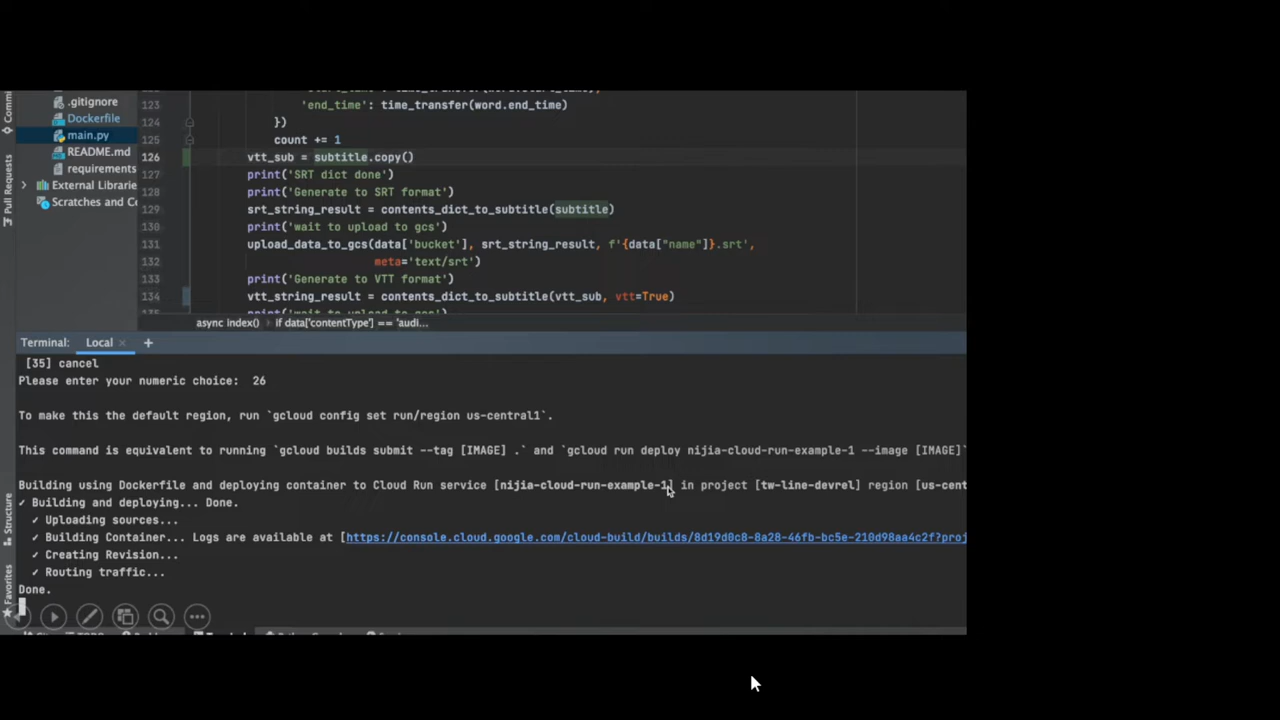 Commi
Pull Requests
Structure
Favorites
.gitignore
Dockerfile
main.py
README.md
requirements
External Librarie
Scratches and Co
123 'end_time': time_transfer(word.end_time)
124 })
125 count += 1
126 vtt_sub = subtitle.copy()
127 print('SRT dict done')
128 print('Generate to SRT format')
129 srt_string_result = contents_dict_to_subtitle(subtitle)
130 print('wait to upload to gcs')
131 upload_data_to_gcs(data['bucket'], srt_string_result, f'{data["name"]}.srt',
132 meta='text/srt')
133 print('Generate to VTT format')
134 vtt_string_result = contents_dict_to_subtitle(vtt_sub, vtt=True)
async index() › if data['contentType'] == 'audi...
Terminal: Local × +
[35] cancel
Please enter your numeric choice: 26
To make this the default region, run `gcloud config set run/region us-central1`.
This command is equivalent to running `gcloud builds submit --tag [IMAGE] .` and `gcloud run deploy nijia-cloud-run-example-1 --image [IMAGE]`
Building using Dockerfile and deploying container to Cloud Run service [nijia-cloud-run-example-1] in project [tw-line-devrel] region [us-cent
✓ Building and deploying... Done.
✓ Uploading sources...
✓ Building Container... Logs are available at [https://console.cloud.google.com/cloud-build/builds/8d19d0c8-8a28-46fb-bc5e-210d98aa4c2f?proj
✓ Creating Revision...
✓ Routing traffic...
Done.